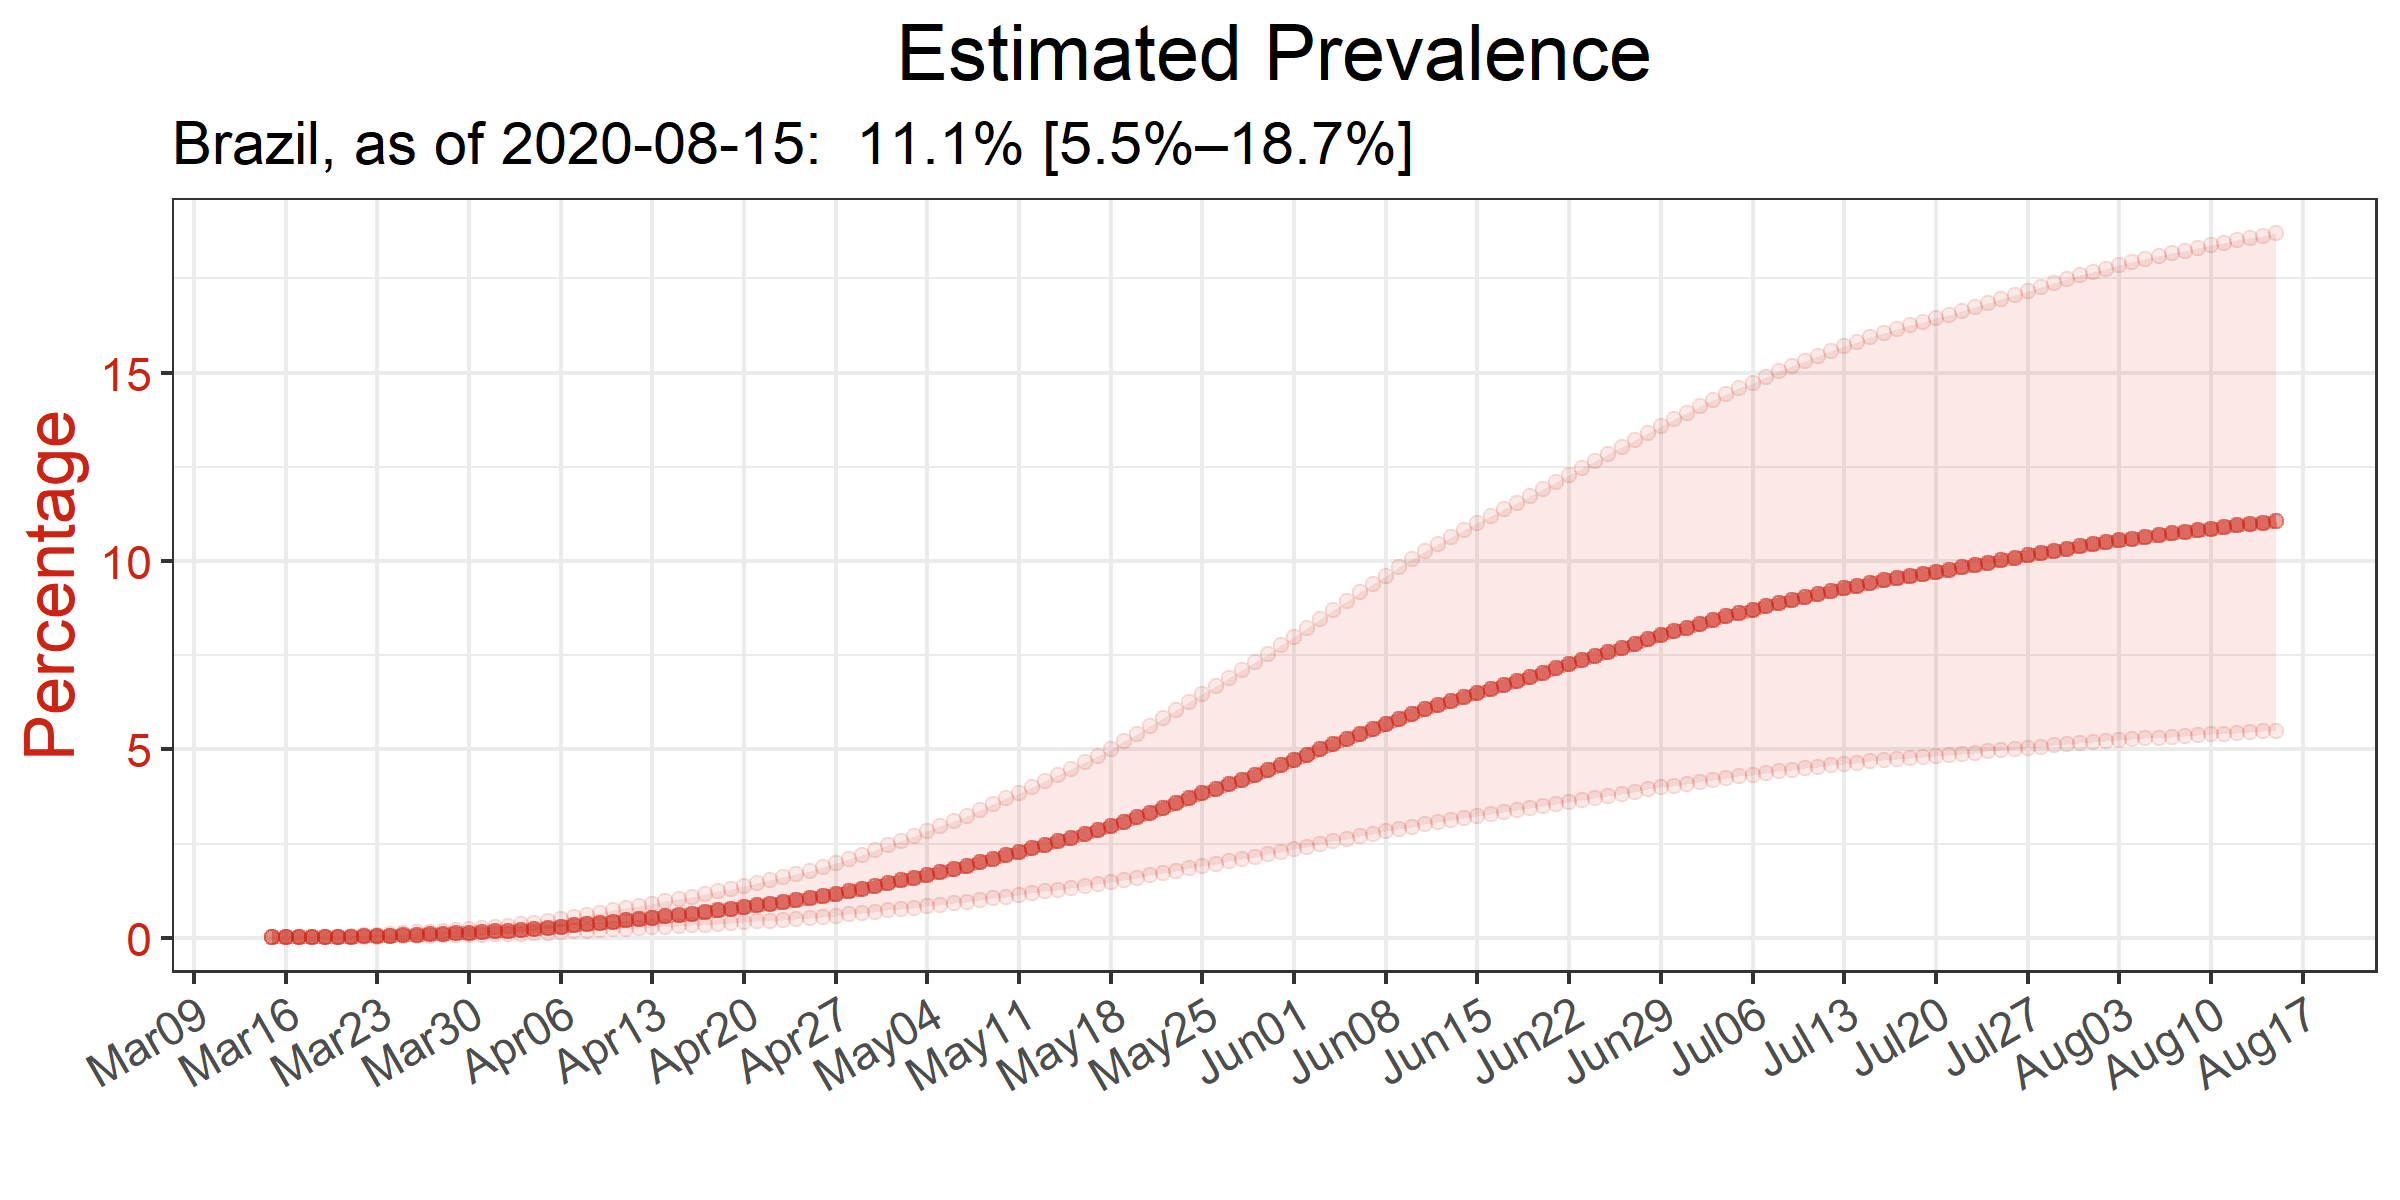 Estimated Prevalence
Brazil, as of 2020-08-15:  11.1% [5.5%–18.7%]
Percentage
15
10
5
0
Mar09
Mar16
Mar23
Mar30
Apr06
Apr13
Apr20
Apr27
May04
May11
May18
May25
Jun01
Jun08
Jun15
Jun22
Jun29
Jul06
Jul13
Jul20
Jul27
Aug03
Aug10
Aug17